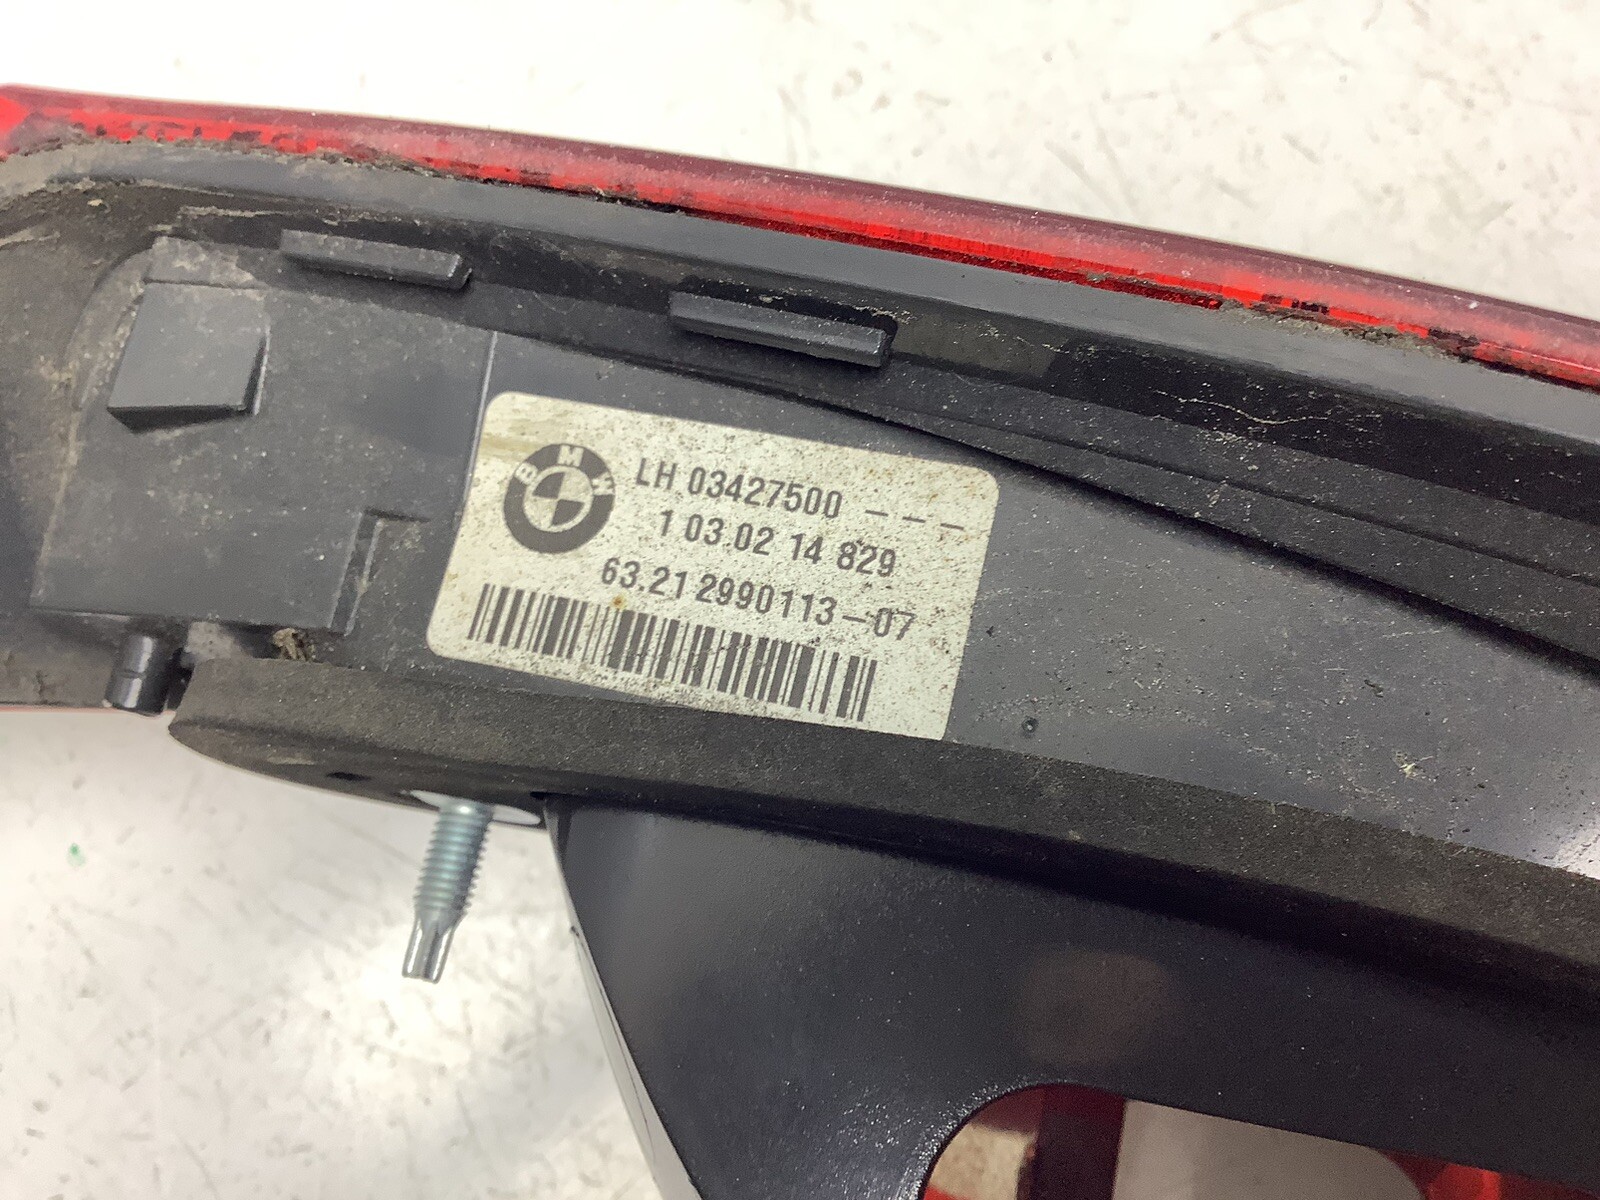 BMW
LH 03427500 ---
1 03.02 14 829
63.21 2990113-07